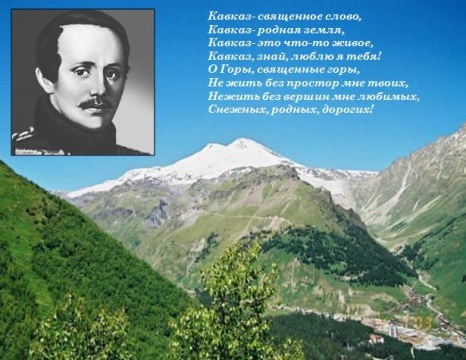 Кавказ- священное слово,
Кавказ- родная земля,
Кавказ- это что-то живое,
Кавказ, знай, люблю я тебя!
О Горы, священные горы,
Не жить без простор мне твоих,
Нежить без вершин мне любимых,
Снежных, родных, дорогих!